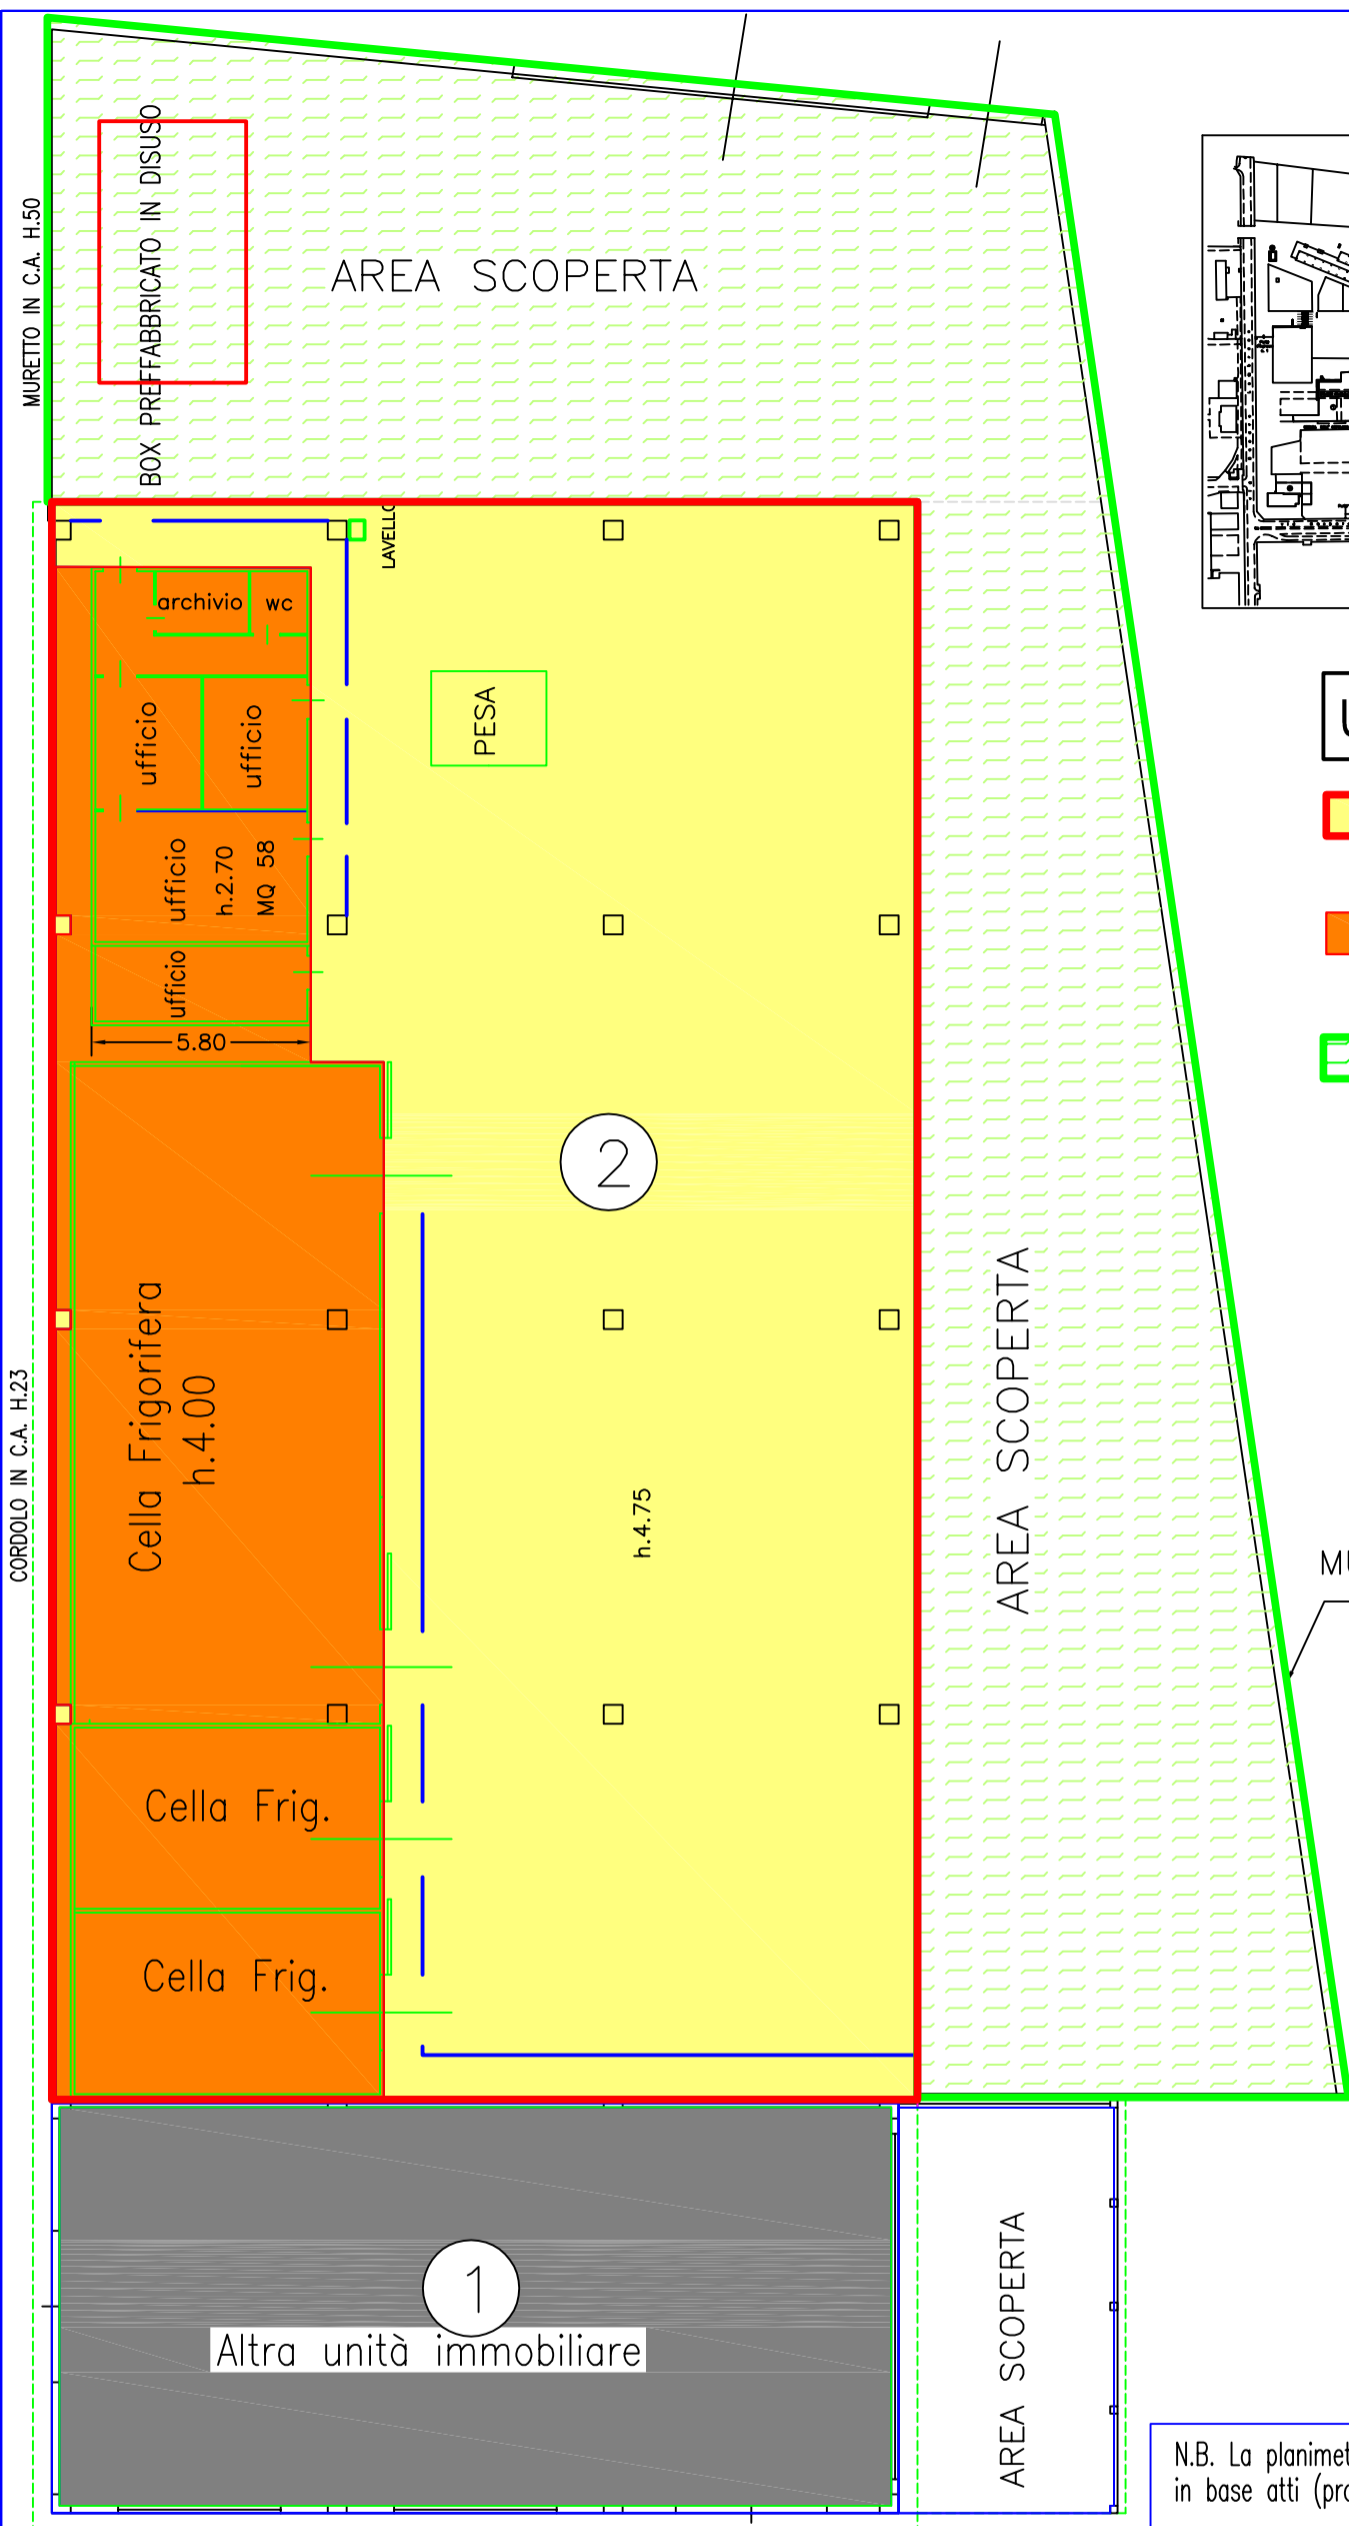 MURETTO IN C.A. H.50
BOX PREFFABBRICATO IN DISUSO
AREA SCOPERTA
LAVELLO
archivio
wc
ufficio
ufficio
PESA
ufficio
h.2.70
MQ 58
ufficio
5.80
2
Cella Frigorifera
h.4.00
CORDOLO IN C.A. H.23
h.4.75
AREA SCOPERTA
Cella Frig.
Cella Frig.
1
Altra unità immobiliare
AREA SCOPERTA
N.B. La
in base atti